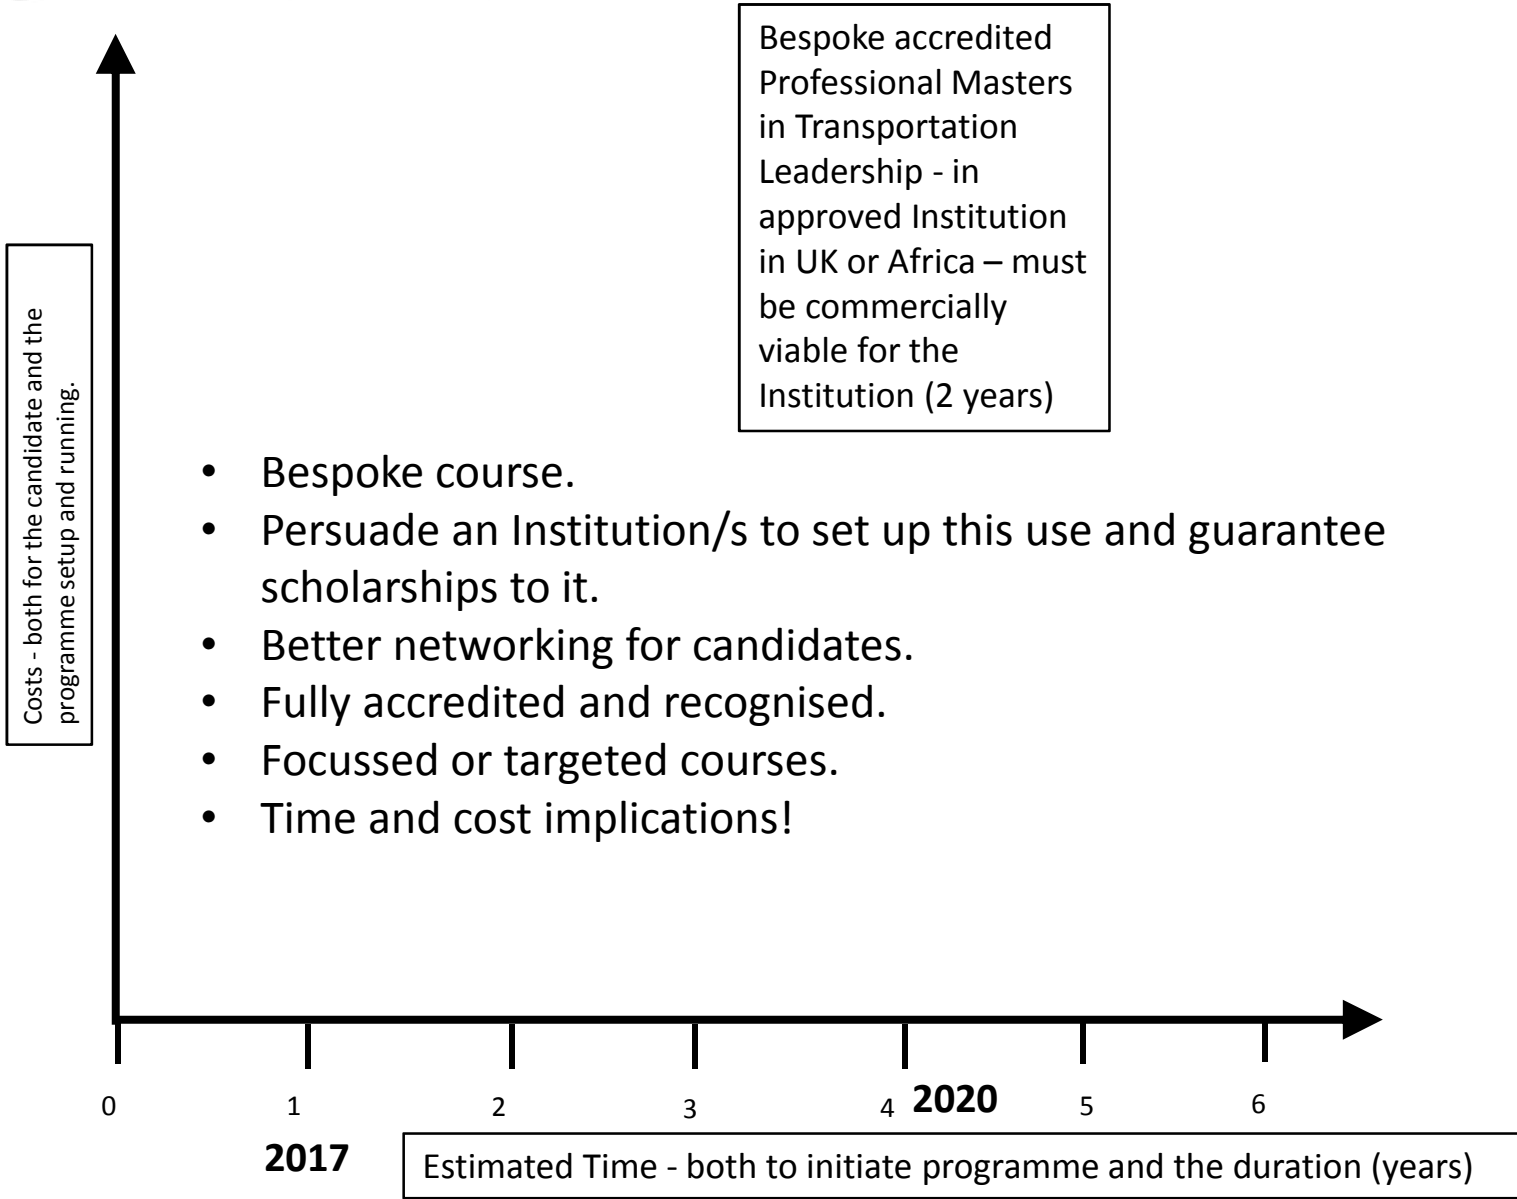 Bespoke accredited
Professional Masters
in Transportation
Leadership - in
approved Institution
in UK or Africa – must
be commercially
viable for the
Institution (2 years)
Costs - both for the candidate and the
programme setup and running.
• Bespoke course.
• Persuade an Institution/s to set up this use and guarantee
scholarships to it.
• Better networking for candidates.
• Fully accredited and recognised.
• Focussed or targeted courses.
• Time and cost implications!
0 1 2 3 4 2020 5 6
2017
Estimated Time - both to initiate programme and the duration (years)